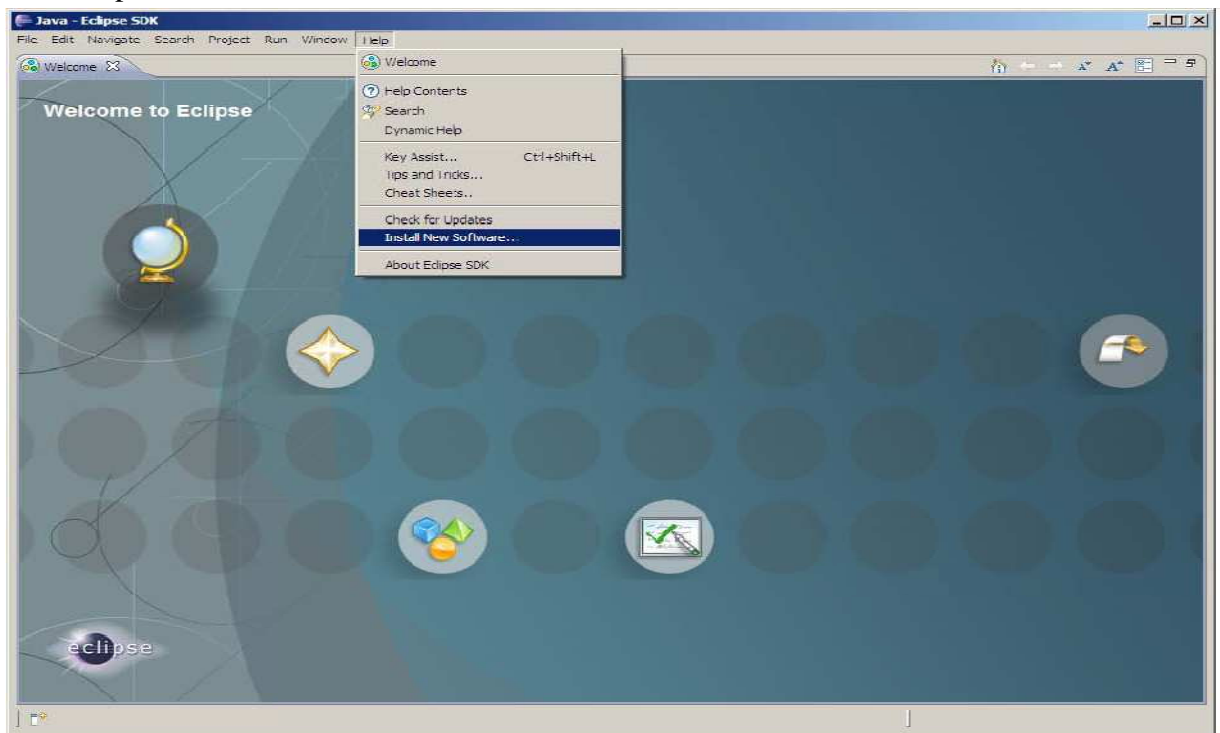 Java - Eclipse SDK
File Edit Navigate Search Project Run Window Help
Welcome
Welcome to Eclipse
Welcome
Help Contents
Search
Dynamic Help
Key Assist... Ctrl+Shift+L
Tips and Tricks...
Cheat Sheets...
Check for Updates
Install New Software...
About Eclipse SDK
eclipse